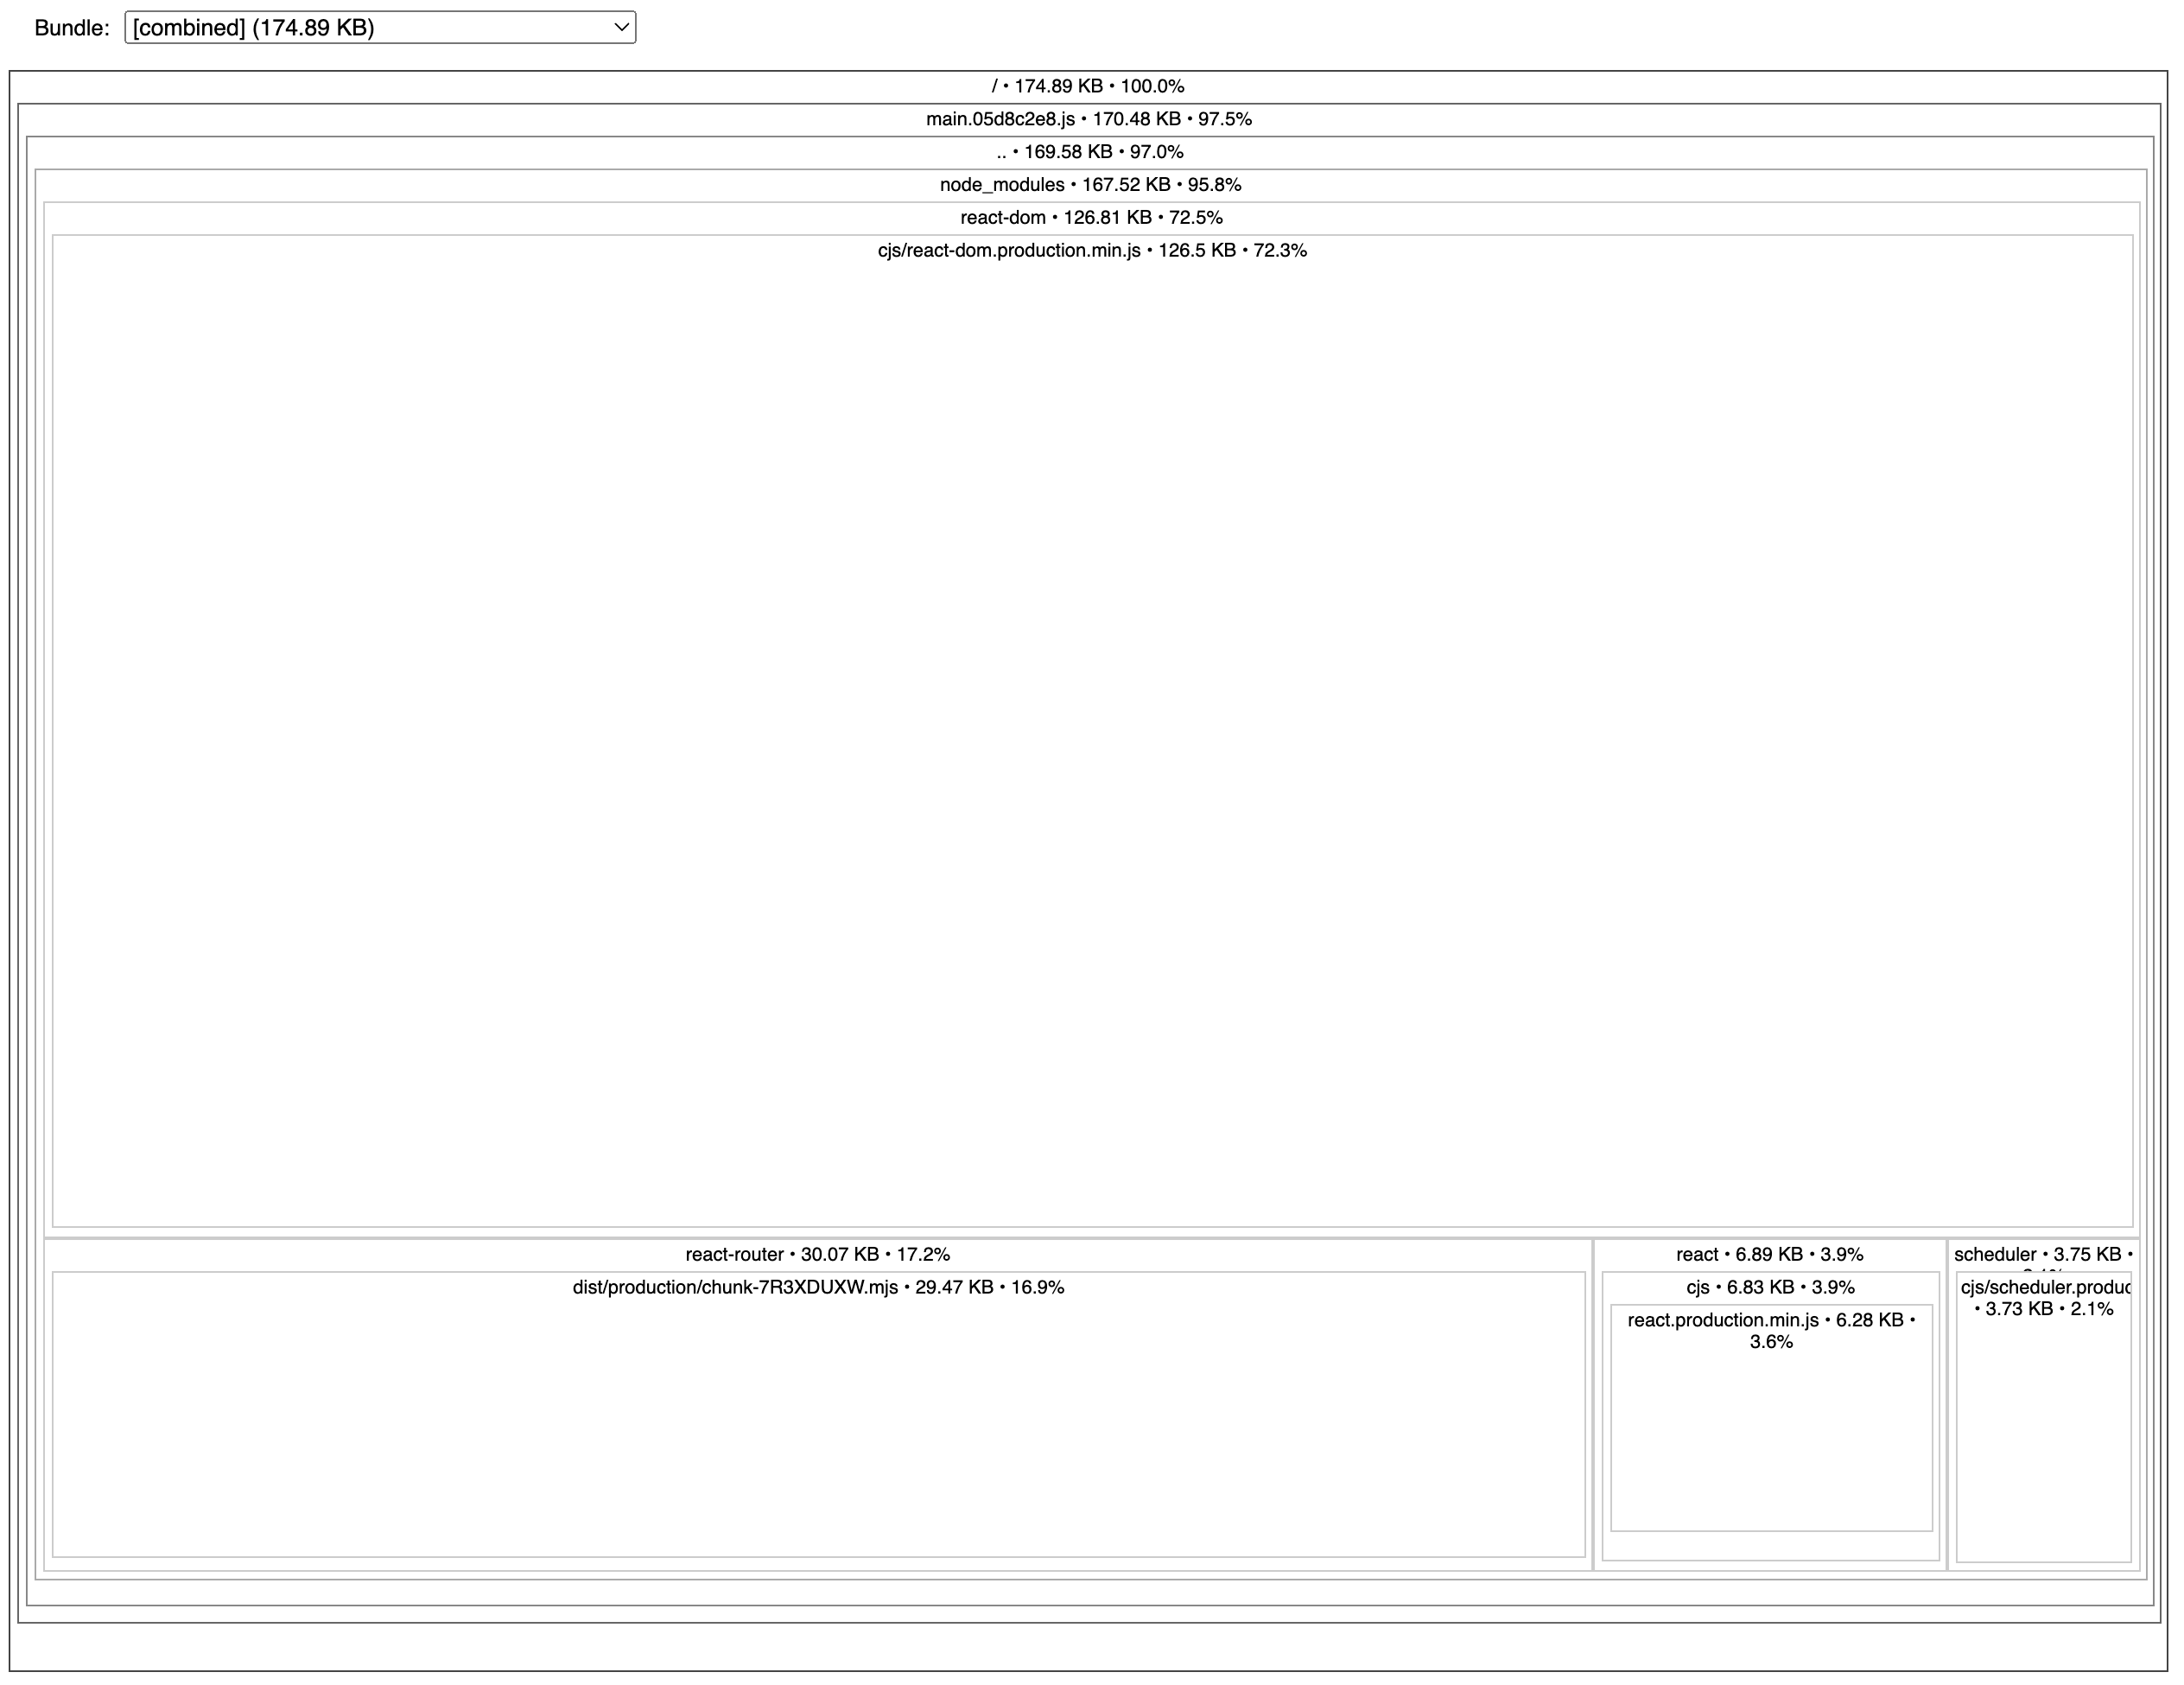 Bundle: [combined] (174.89 KB)
/ • 174.89 KB • 100.0%
main.05d8c2e8.js • 170.48 KB • 97.5%
.. • 169.58 KB • 97.0%
node_modules • 167.52 KB • 95.8%
react-dom • 126.81 KB • 72.5%
cjs/react-dom.production.min.js • 126.5 KB • 72.3%
react-router • 30.07 KB • 17.2%
dist/production/chunk-7R3XDUXW.mjs • 29.47 KB • 16.9%
react • 6.89 KB • 3.9%
cjs • 6.83 KB • 3.9%
react.production.min.js • 6.28 KB •
3.6%
scheduler • 3.75 KB •
cjs/scheduler.produc
• 3.73 KB • 2.1%